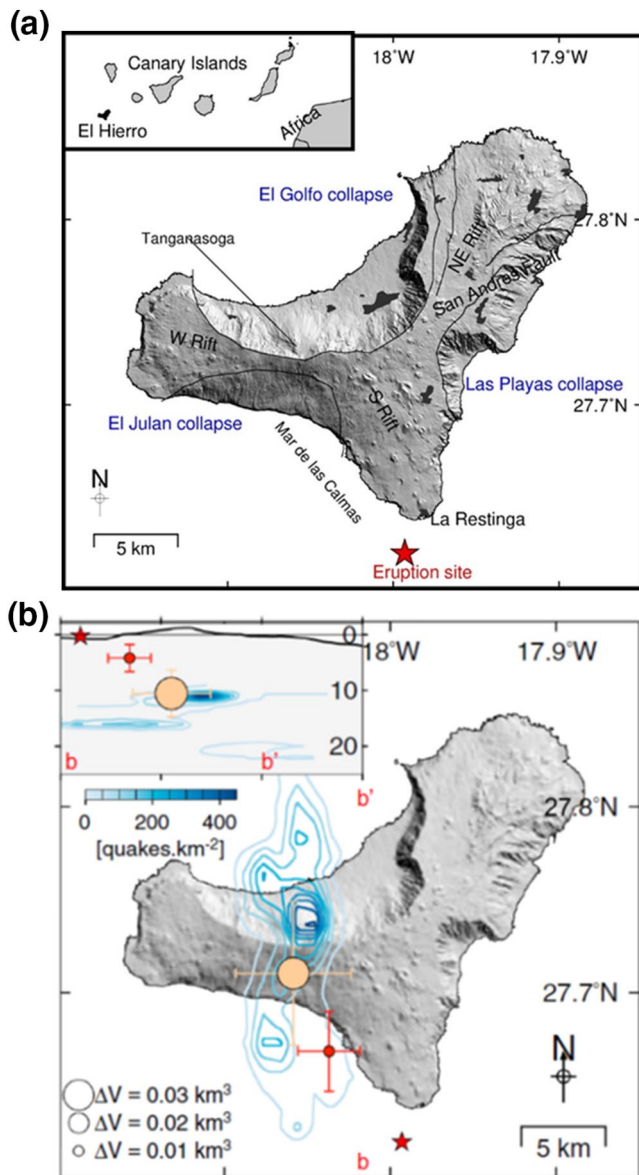 (a)
Canary Islands
El Hierro
Africa
18°W
17.9°W
El Golfo collapse
27.8°N
Tanganasoga
NE Rift
San Andres Fault
W Rift
Las Playas collapse
27.7°N
S Rift
El Julan collapse
Mar de las Calmas
N
5 km
La Restinga
Eruption site
(b)
0
10
20
b
b'
18°W
17.9°W
b'
0 200 400
[quakes.km-2]
27.8°N
27.7°N
N
ΔV = 0.03 km³
ΔV = 0.02 km³
ΔV = 0.01 km³
b
5 km